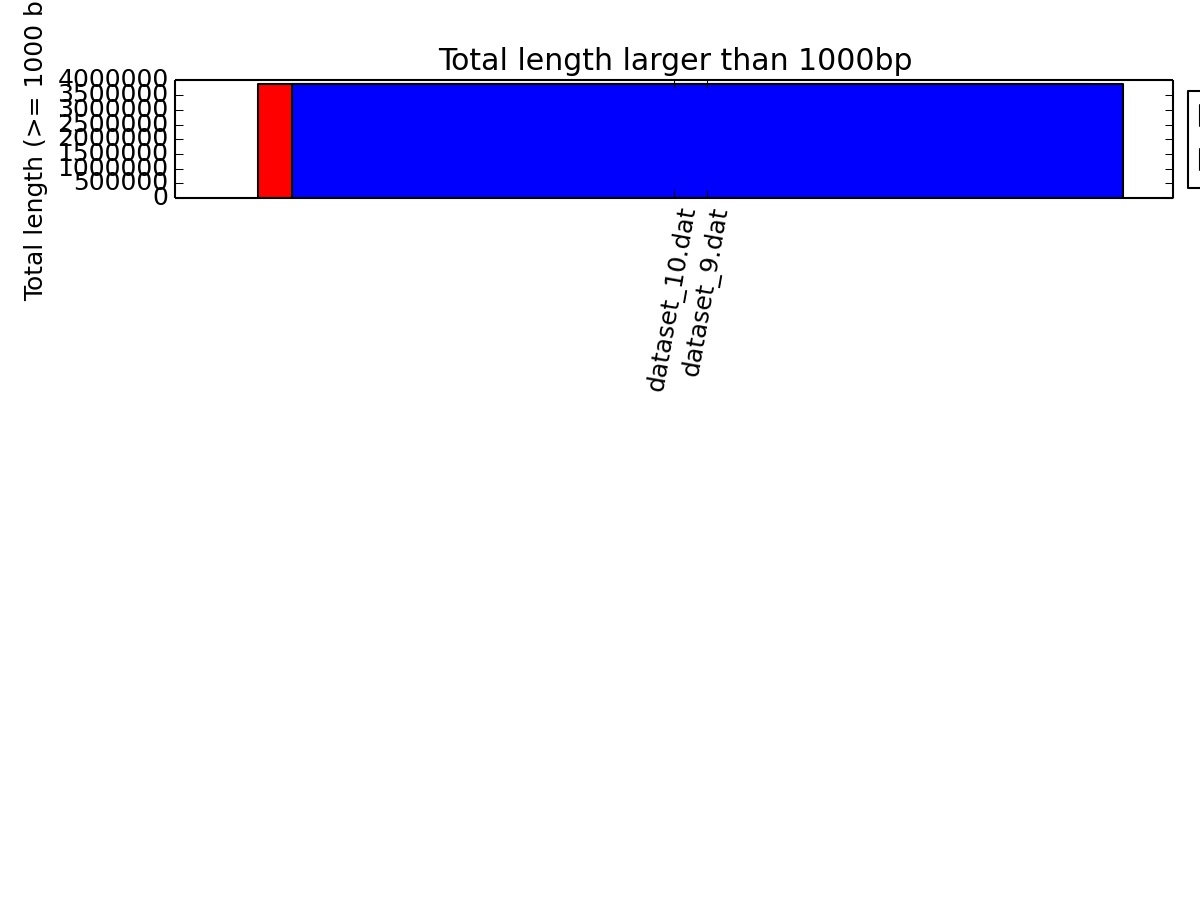 Total length larger than 1000bp
Total length (>= 1000 b
4000000
3500000
3000000
2500000
2000000
1500000
1000000
500000
0
dataset_10.dat
dataset_9.dat